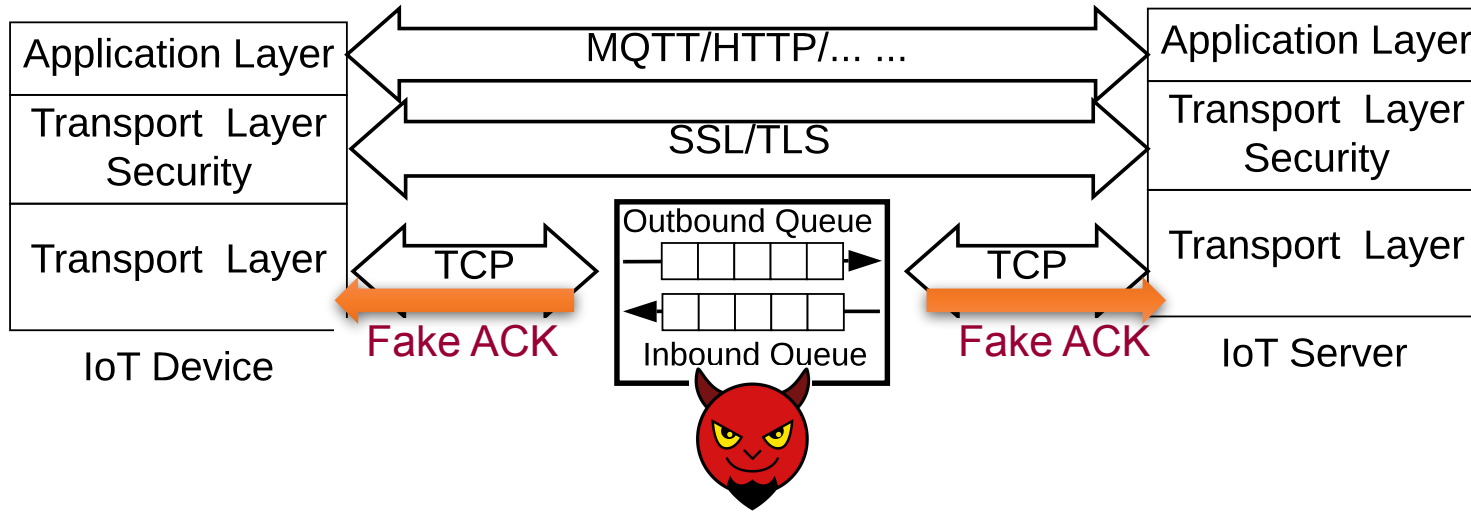 Application Layer
MQTT/HTTP/... ...
Application Layer
Transport Layer
Security
SSL/TLS
Transport Layer
Security
Transport Layer
TCP
Outbound Queue
TCP
Transport Layer
Fake ACK
Inbound Queue
Fake ACK
IoT Device
IoT Server